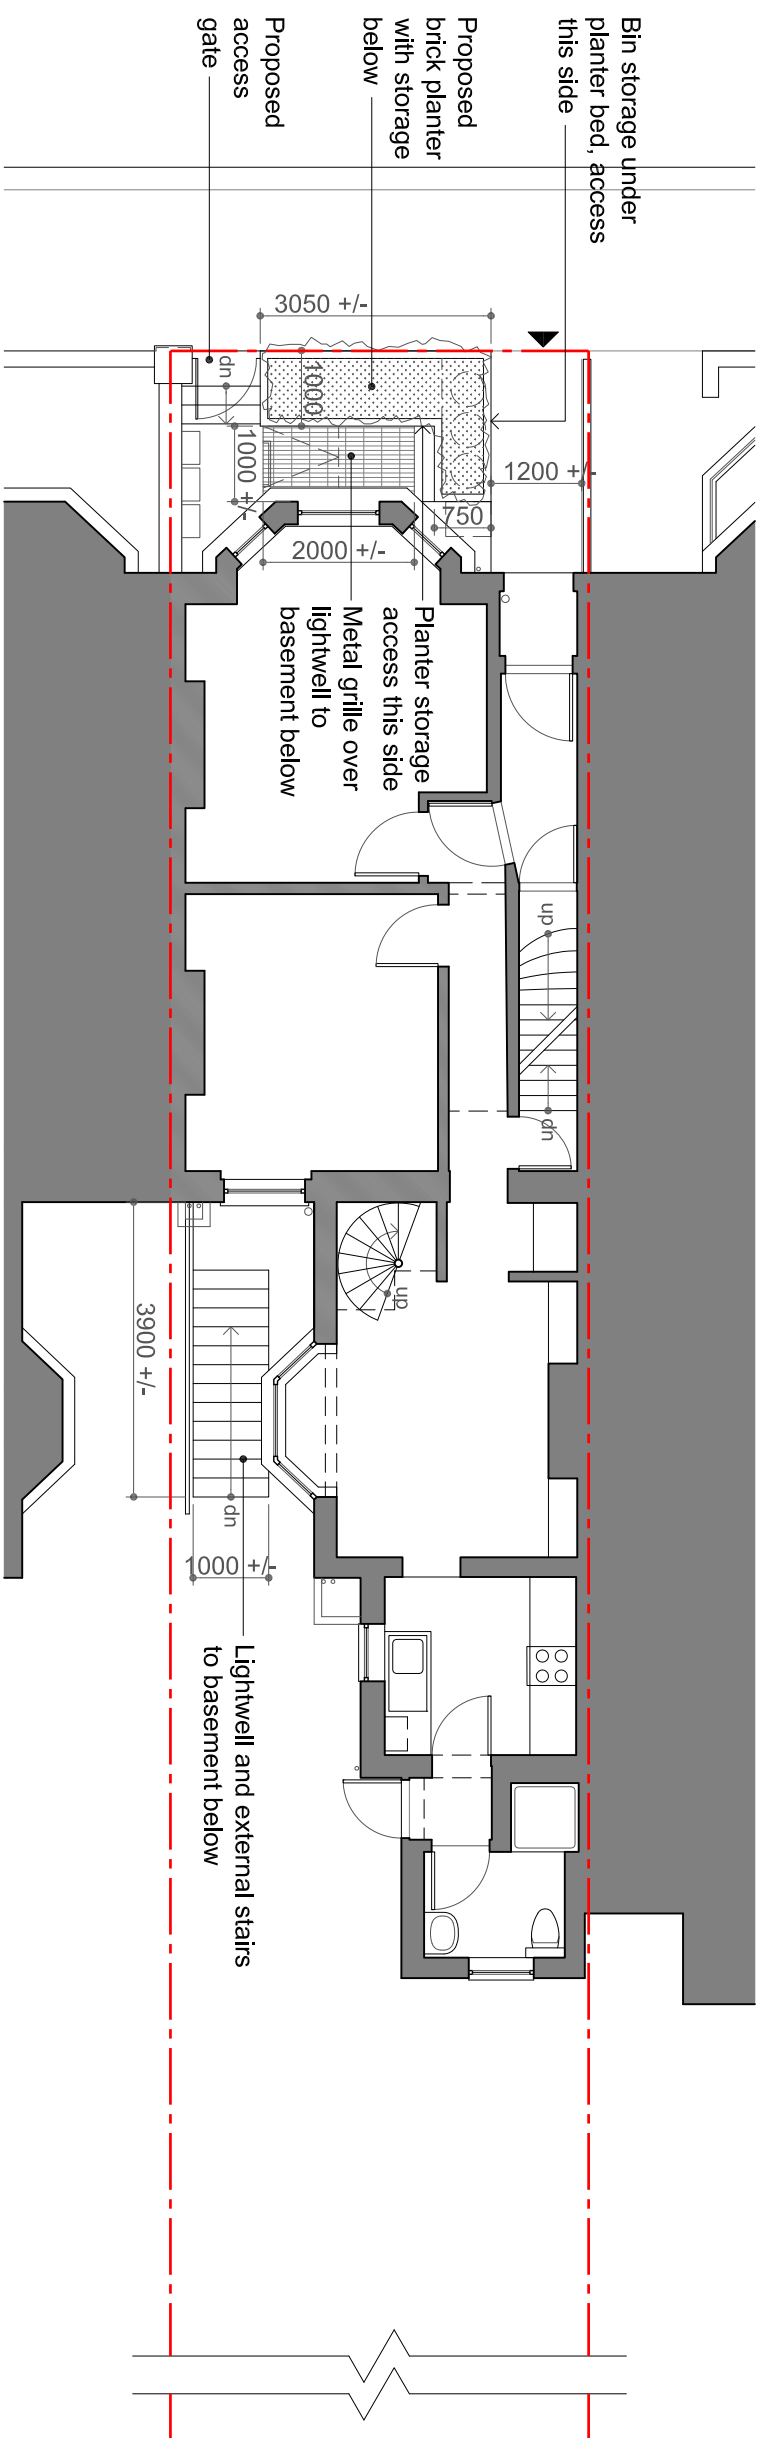 Bin storage under
planter bed, access
this side
Proposed
brick planter
with storage
below
Proposed
access
gate
3050 +/-
dn
1000
1000 +/-
1200 +/-
750
2000 +/-
Planter storage
access this side
Metal grille over
lightwell to
basement below
up
dn
up
3900 +/-
dn
1000 +/-
Lightwell and external stairs
to basement below